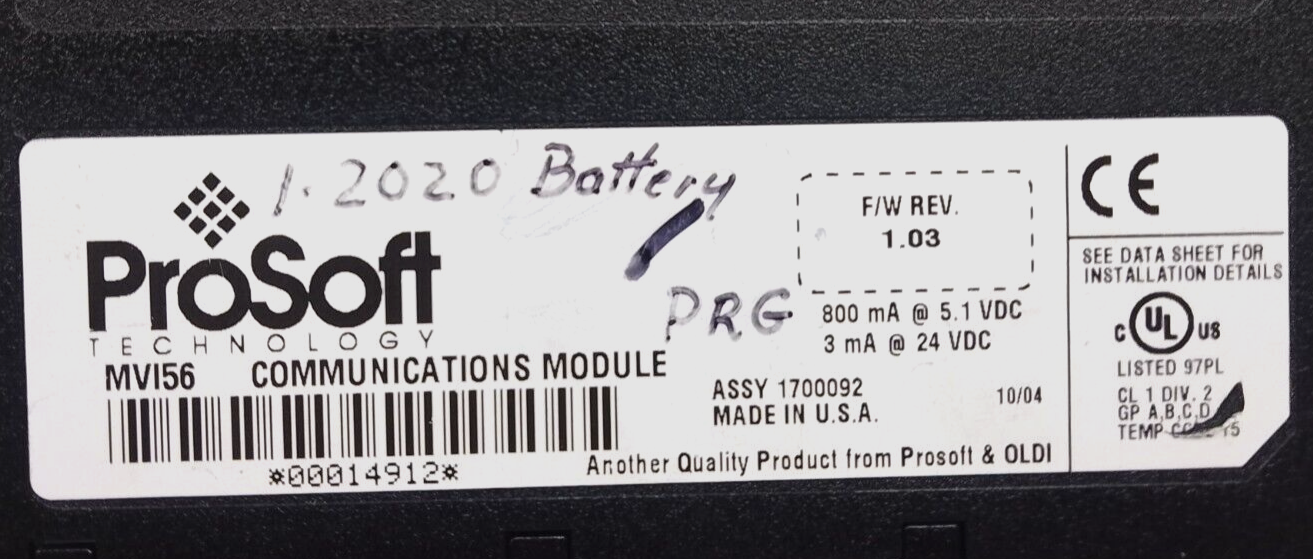 1.2020 Battery
ProSoft
TECHNOLOGY
MVI56 COMMUNICATIONS MODULE
*00014912*
F/W REV.
1.03
PRG
800 mA @ 5.1 VDC
3 mA @ 24 VDC
ASSY 1700092
MADE IN U.S.A.
10/04
Another Quality Product from Prosoft & OLDI
CE
SEE DATA SHEET FOR
INSTALLATION DETAILS
C UL US
LISTED 97PL
CL 1 DIV. 2
GP A,B,C,D
TEMP